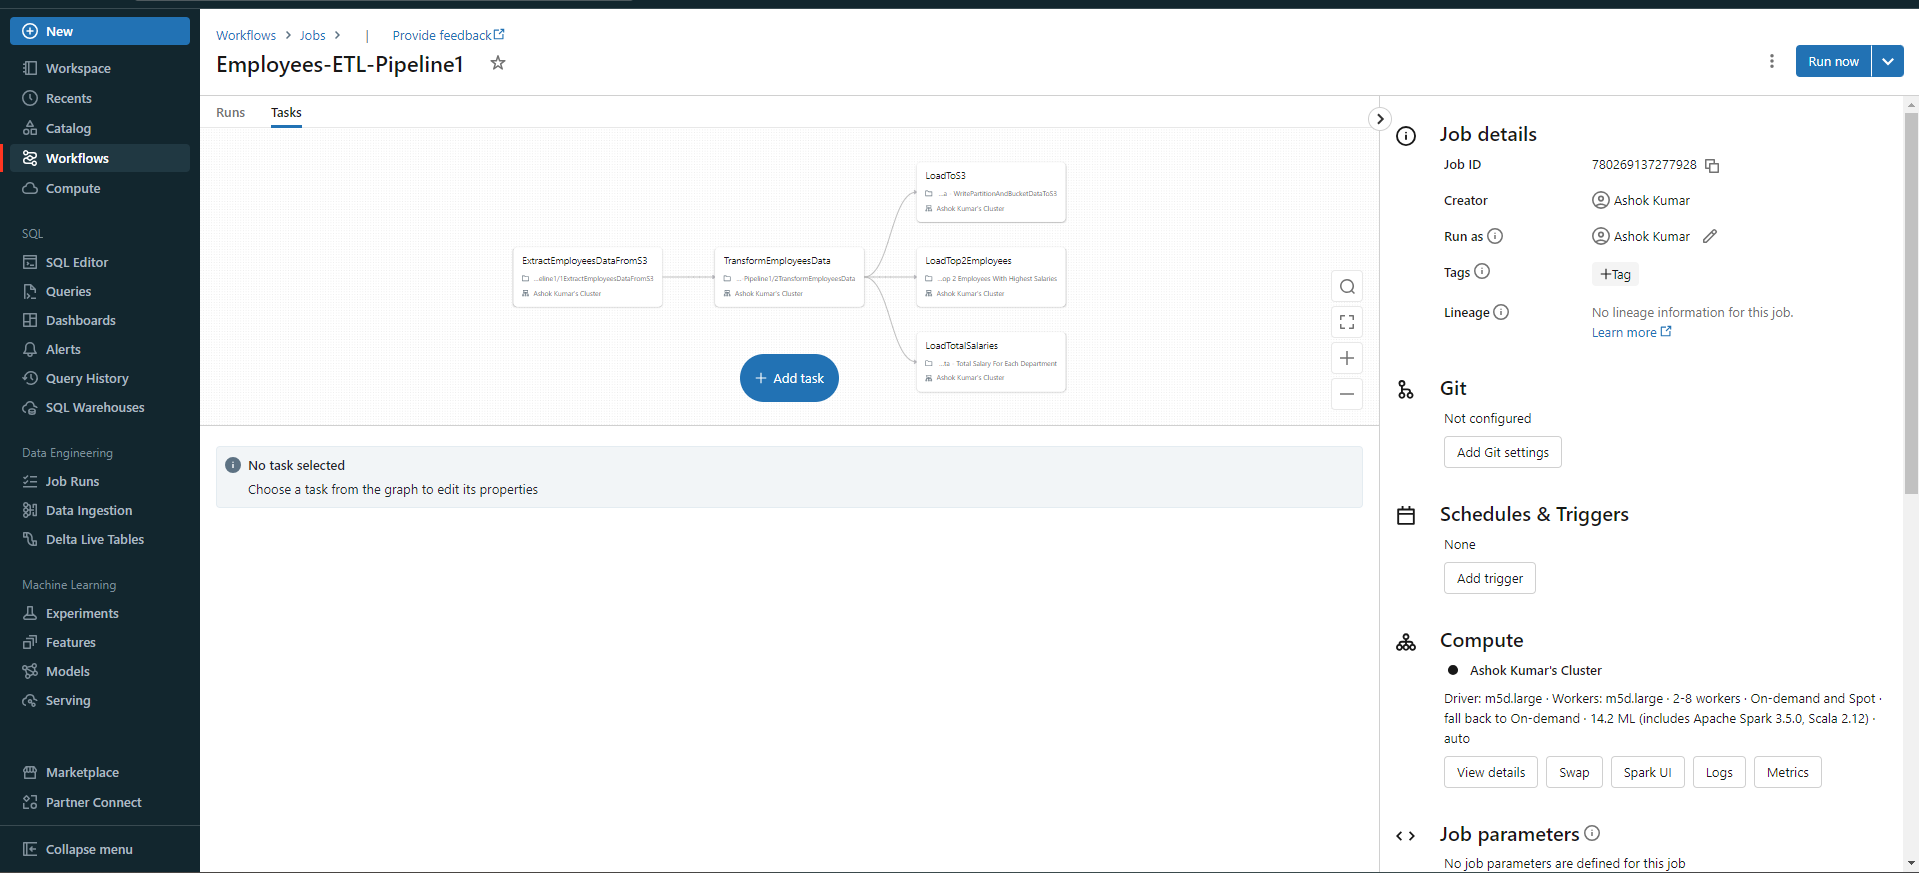 New
Workspace
Recents
Catalog
Workflows
Compute
SQL
SQL Editor
Queries
Dashboards
Alerts
Query History
SQL Warehouses
Data Engineering
Job Runs
Data Ingestion
Delta Live Tables
Machine Learning
Experiments
Features
Models
Serving
Marketplace
Partner Connect
Collapse menu
Workflows > Jobs > | Provide feedback
Employees-ETL-Pipeline1
Run now
Runs Tasks
ExtractEmployeesDataFromS3
...eline1/1ExtractEmployeesDataFromS3
Ashok Kumar's Cluster
TransformEmployeesData
... Pipeline1/2TransformEmployeesData
Ashok Kumar's Cluster
LoadToS3
...a WritePartitionAndBucketDataToS3
Ashok Kumar's Cluster
LoadTop2Employees
...op 2 Employees With Highest Salaries
Ashok Kumar's Cluster
LoadTotalSalaries
...ta Total Salary For Each Department
Ashok Kumar's Cluster
+ Add task
No task selected
Choose a task from the graph to edit its properties
Job details
Job ID 780269137277928
Creator Ashok Kumar
Run as Ashok Kumar
Tags +Tag
Lineage No lineage information for this job.
Learn more
Git
Not configured
Add Git settings
Schedules & Triggers
None
Add trigger
Compute
Ashok Kumar's Cluster
Driver: m5d.large · Workers: m5d.large · 2-8 workers · On-demand and Spot ·
fall back to On-demand · 14.2 ML (includes Apache Spark 3.5.0, Scala 2.12) ·
auto
View details Swap Spark UI Logs Metrics
Job parameters
No job parameters are defined for this job